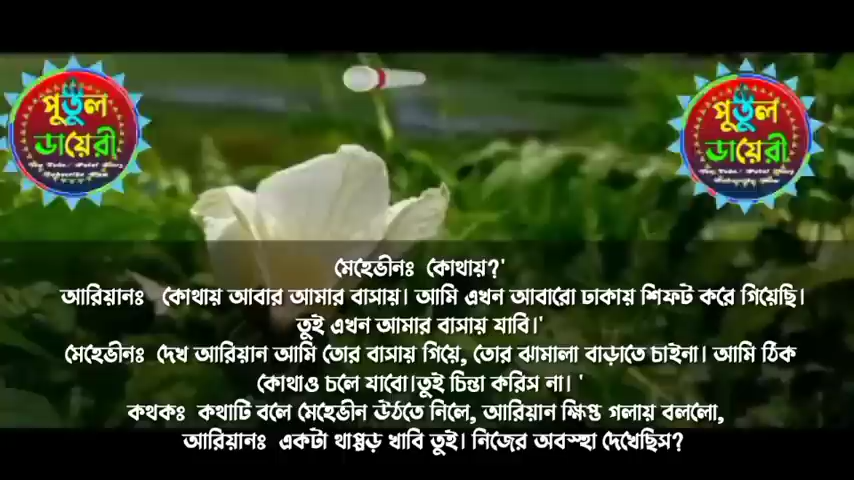 পুতুল
ডায়েরী
পুতুল
ডায়েরী
মেহেভীনঃ কোথায়?'
আরিয়ানঃ কোথায় আবার আমার বাসায়। আমি এখন আবারো ঢাকায় শিফট করে গিয়েছি।
তুই এখন আমার বাসায় যাবি।'
মেহেভীনঃ দেখ আরিয়ান আমি তোর বাসায় গিয়ে, তোর ঝামালা বাড়াতে চাইনা। আমি ঠিক
কোথাও চলে যাবো।তুই চিন্তা করিস না। '
কথকঃ কথাটি বলে মেহেভীন উঠতে নিলে, আরিয়ান ক্ষিপ্ত গলায় বললো,
আরিয়ানঃ একটা থাপ্পড় খাবি তুই। নিজের অবস্হা দেখেছিস?